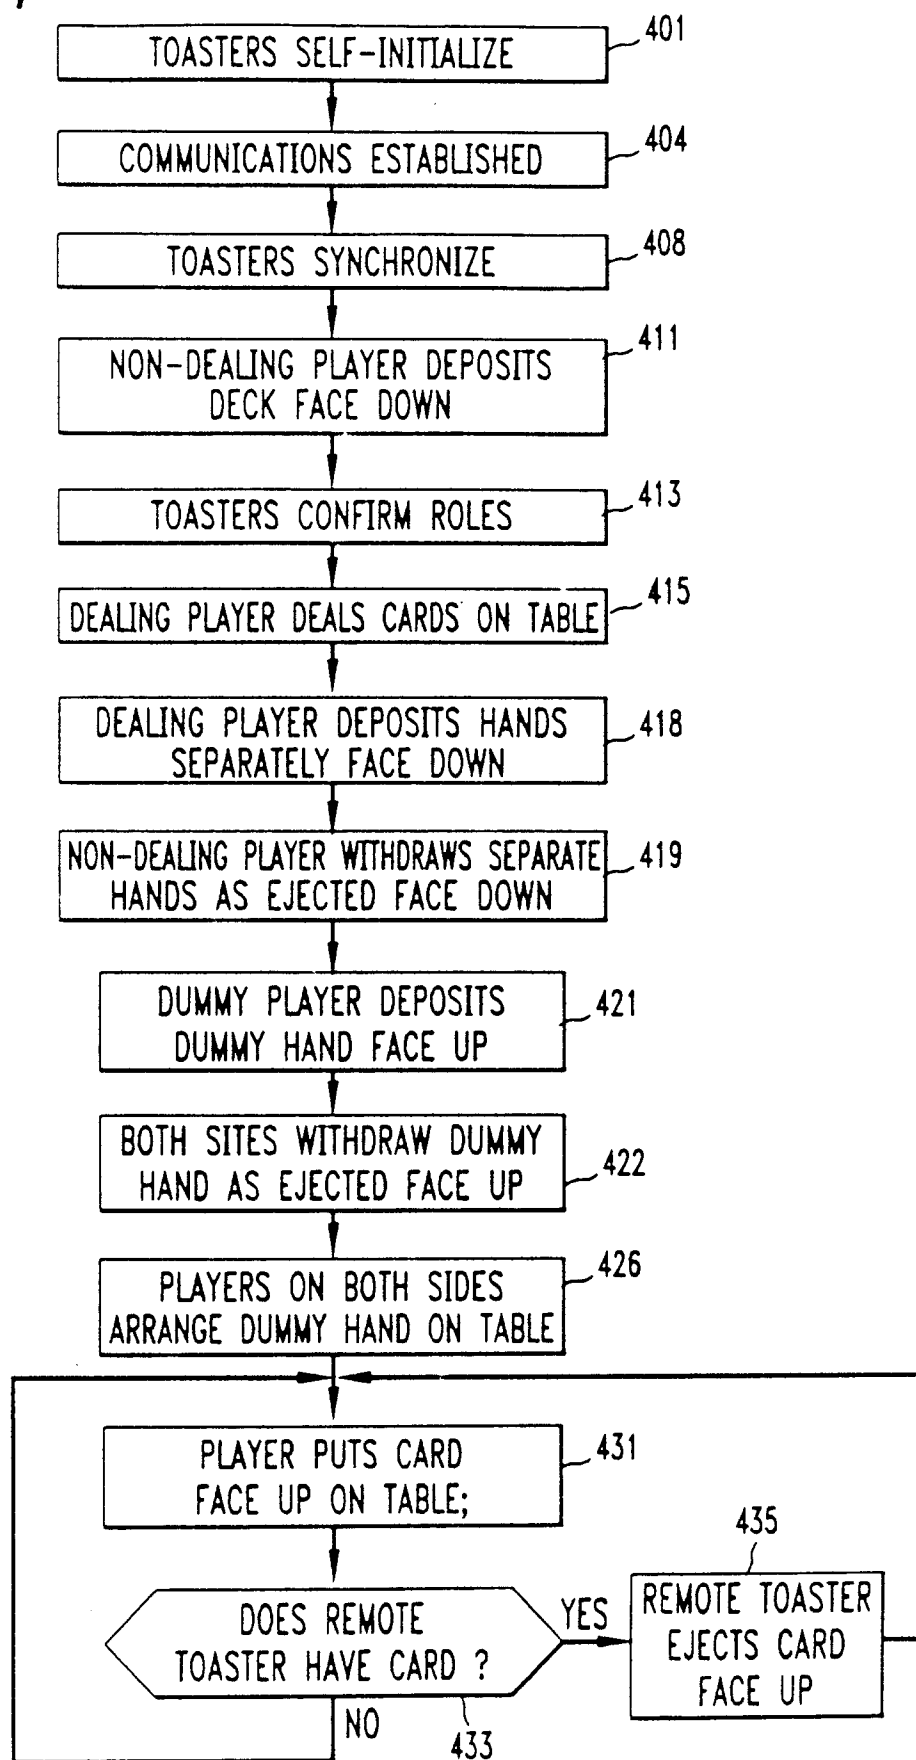 TOASTERS SELF-INITIALIZE
401
COMMUNICATIONS ESTABLISHED
404
TOASTERS SYNCHRONIZE
408
NON-DEALING PLAYER DEPOSITS
DECK FACE DOWN
411
TOASTERS CONFIRM ROLES
413
DEALING PLAYER DEALS CARDS ON TABLE
415
DEALING PLAYER DEPOSITS HANDS
SEPARATELY FACE DOWN
418
NON-DEALING PLAYER WITHDRAWS SEPARATE
HANDS AS EJECTED FACE DOWN
419
DUMMY PLAYER DEPOSITS
DUMMY HAND FACE UP
421
BOTH SITES WITHDRAW DUMMY
HAND AS EJECTED FACE UP
422
PLAYERS ON BOTH SIDES
ARRANGE DUMMY HAND ON TABLE
426
PLAYER PUTS CARD
FACE UP ON TABLE;
431
DOES REMOTE
TOASTER HAVE CARD ?
433
YES
NO
435
REMOTE TOASTER
EJECTS CARD
FACE UP